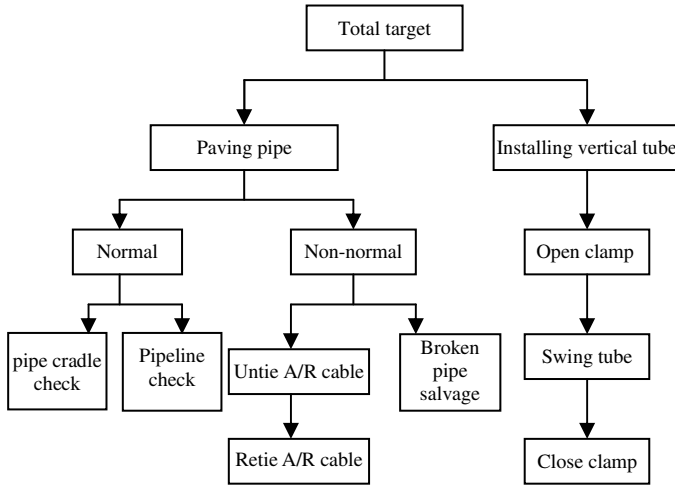 Total target
Paving pipe
Installing vertical tube
Normal
Non-normal
Open clamp
pipe cradle
check
Pipeline
check
Untie A/R cable
Broken
pipe
salvage
Swing tube
Retie A/R cable
Close clamp